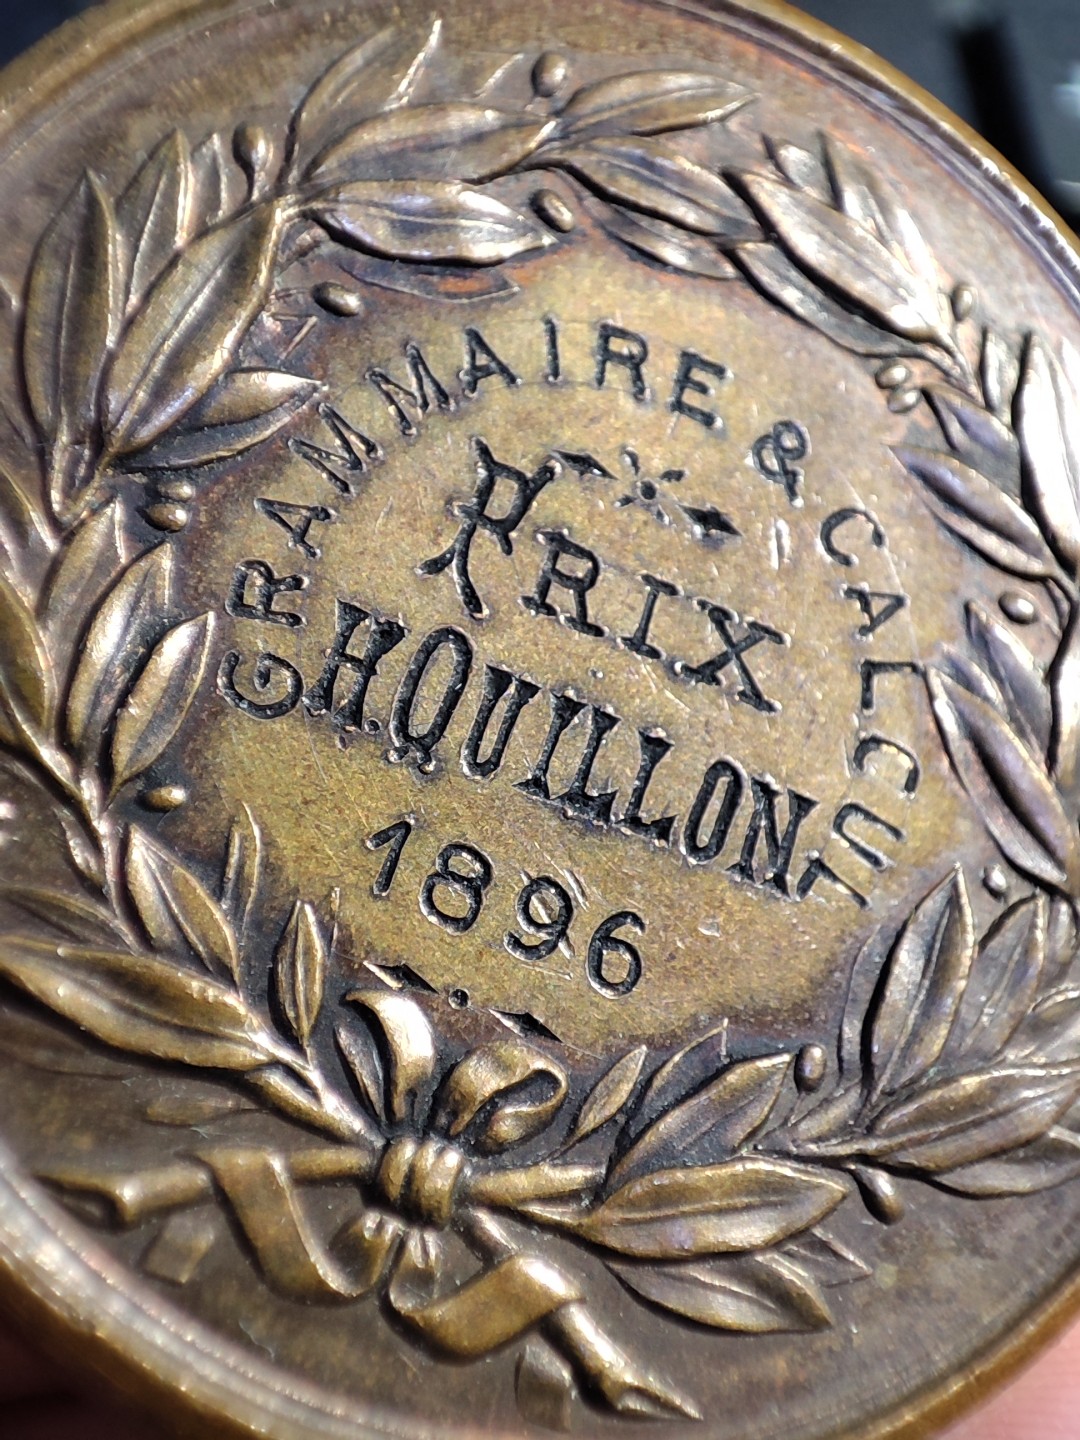 GRAMMAIRE & CALCUL
PRIX
H. QUILLON
1896